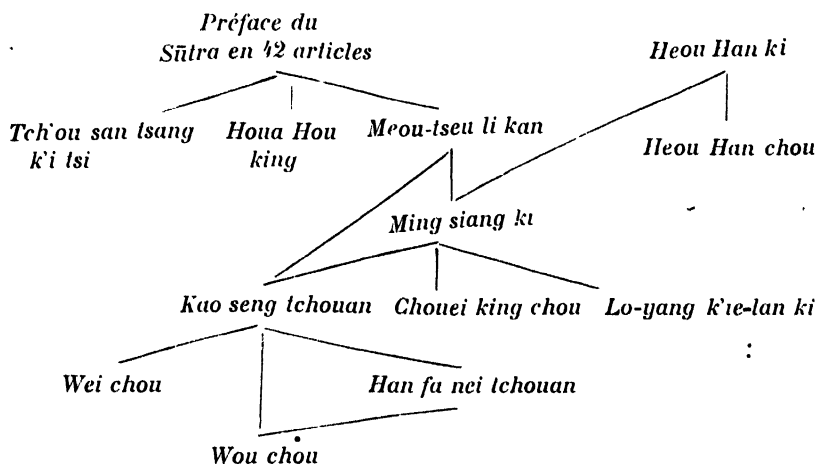 Préface du
Sūtra en 42 articles
Heou Han ki
Tch'ou san tsang
k'i tsi
Houa Hou
king
Meou-tseu li kan
Heou Han chou
Ming siang ki
Kao seng tchouan
Chouei king chou
Lo-yang k'ie-lan ki
Wei chou
Han fa nei tchouan
Wou chou